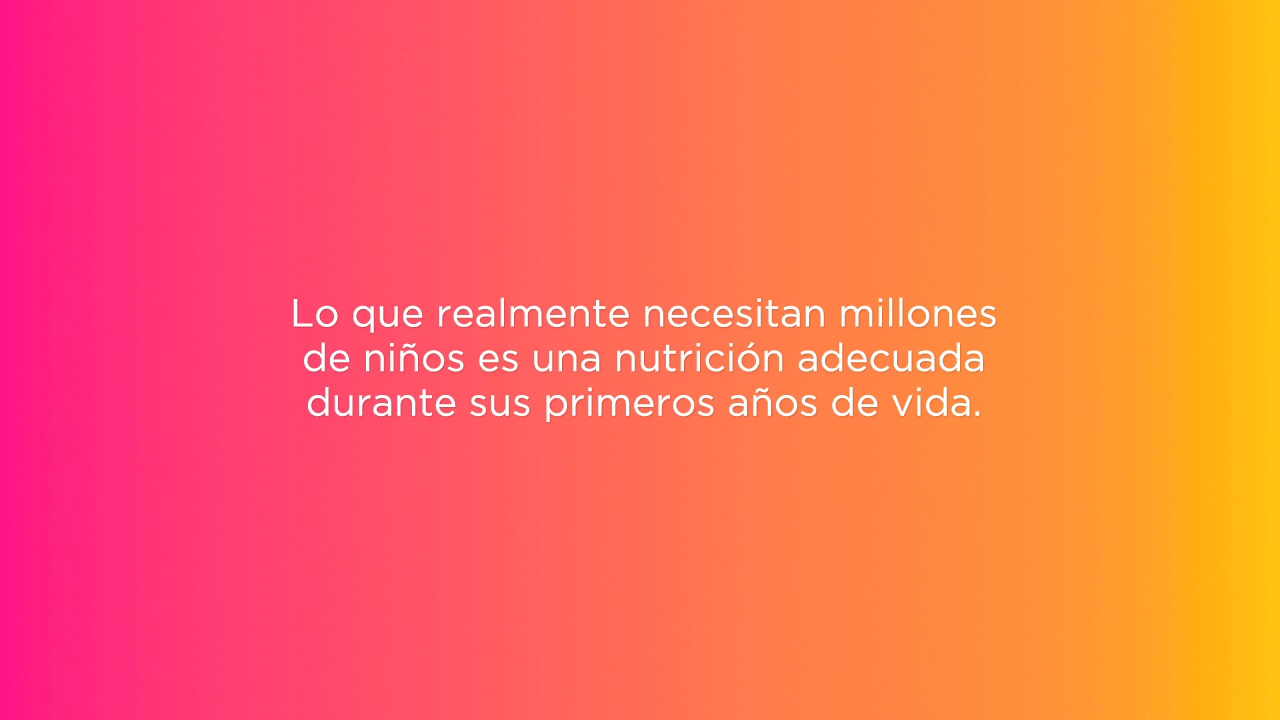 Lo que realmente necesitan millones
de niños es una nutrición adecuada
durante sus primeros años de vida.